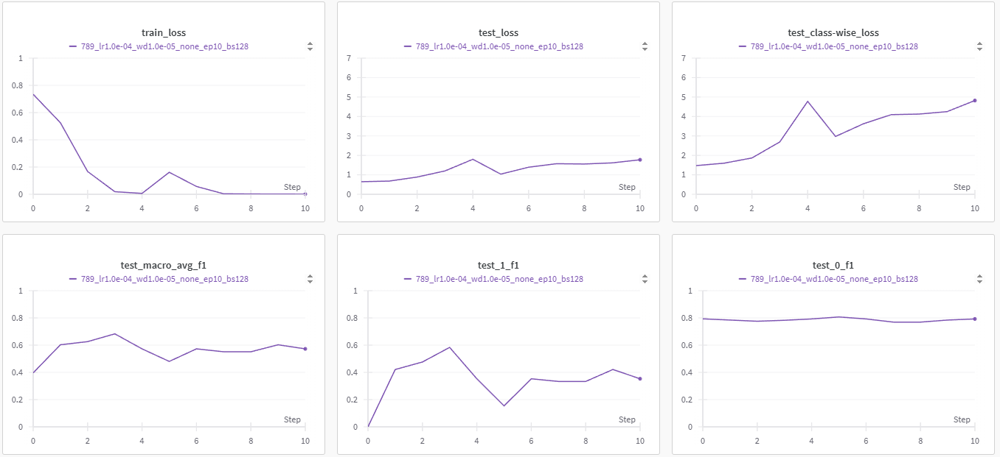 train_loss
789_lr1.0e-04_wd1.0e-05_none_ep10_bs128
1
0.8
0.6
0.4
0.2
0
Step
0 2 4 6 8 10
test_loss
789_lr1.0e-04_wd1.0e-05_none_ep10_bs128
7
6
5
4
3
2
1
0
Step
0 2 4 6 8 10
test_class-wise_loss
789_lr1.0e-04_wd1.0e-05_none_ep10_bs128
7
6
5
4
3
2
1
0
Step
0 2 4 6 8 10
test_macro_avg_f1
789_lr1.0e-04_wd1.0e-05_none_ep10_bs128
1
0.8
0.6
0.4
0.2
0
Step
0 2 4 6 8 10
test_1_f1
789_lr1.0e-04_wd1.0e-05_none_ep10_bs128
1
0.8
0.6
0.4
0.2
0
Step
0 2 4 6 8 10
test_0_f1
789_lr1.0e-04_wd1.0e-05_none_ep10_bs128
1
0.8
0.6
0.4
0.2
0
Step
0 2 4 6 8 10